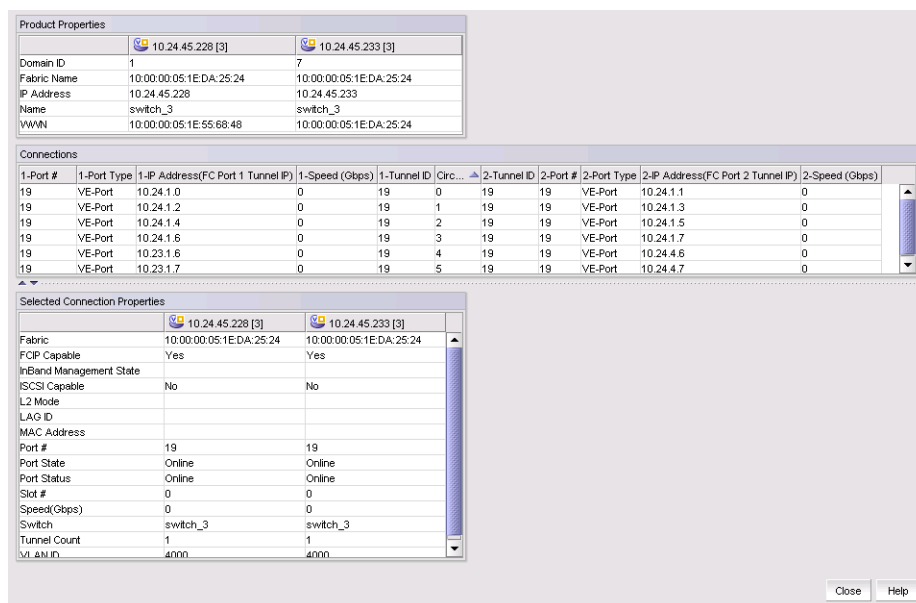 Product Properties
10.24.45.228 [3] 10.24.45.233 [3]
Domain ID 1 7
Fabric Name 10:00:00:05:1E:DA:25:24 10:00:00:05:1E:DA:25:24
IP Address 10.24.45.228 10.24.45.233
Name switch_3 switch_3
WWN 10:00:00:05:1E:55:68:48 10:00:00:05:1E:DA:25:24
Connections
1-Port # 1-Port Type 1-IP Address(FC Port 1 Tunnel IP) 1-Speed (Gbps) 1-Tunnel ID Circ... 2-Tunnel ID 2-Port # 2-Port Type 2-IP Address(FC Port 2 Tunnel IP) 2-Speed (Gbps)
19 VE-Port 10.24.1.0 0 19 0 19 19 VE-Port 10.24.1.1 0
19 VE-Port 10.24.1.2 0 19 1 19 19 VE-Port 10.24.1.3 0
19 VE-Port 10.24.1.4 0 19 2 19 19 VE-Port 10.24.1.5 0
19 VE-Port 10.24.1.6 0 19 3 19 19 VE-Port 10.24.1.7 0
19 VE-Port 10.23.1.6 0 19 4 19 19 VE-Port 10.24.4.6 0
19 VE-Port 10.23.1.7 0 19 5 19 19 VE-Port 10.24.4.7 0
Selected Connection Properties
10.24.45.228 [3] 10.24.45.233 [3]
Fabric 10:00:00:05:1E:DA:25:24 10:00:00:05:1E:DA:25:24
FCIP Capable Yes Yes
InBand Management State
ISCSI Capable No No
L2 Mode
LAG ID
MAC Address
Port # 19 19
Port State Online Online
Port Status Online Online
Slot # 0 0
Speed(Gbps) 0 0
Switch switch_3 switch_3
Tunnel Count 1 1
VLAN ID 4000 4000
Close Help